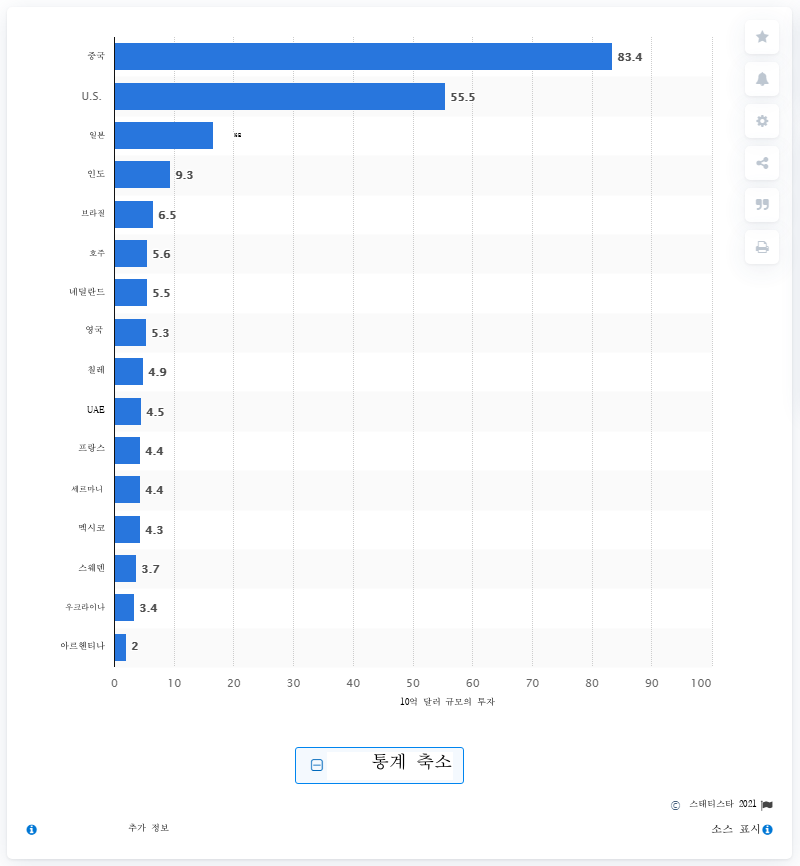 중국 83.4
U.S. 55.5
일본
인도 9.3
브라질 6.5
호주 5.6
네덜란드 5.5
영국 5.3
칠레 4.9
UAE 4.5
프랑스 4.4
세르마니 4.4
멕시코 4.3
스웨덴 3.7
우크라이나 3.4
아르헨티나 2
0 10 20 30 40 50 60 70 80 90 100
10억 달러 규모의 투자
통계 축소
© 스태티스타 2021
추가 정보 소스 표시